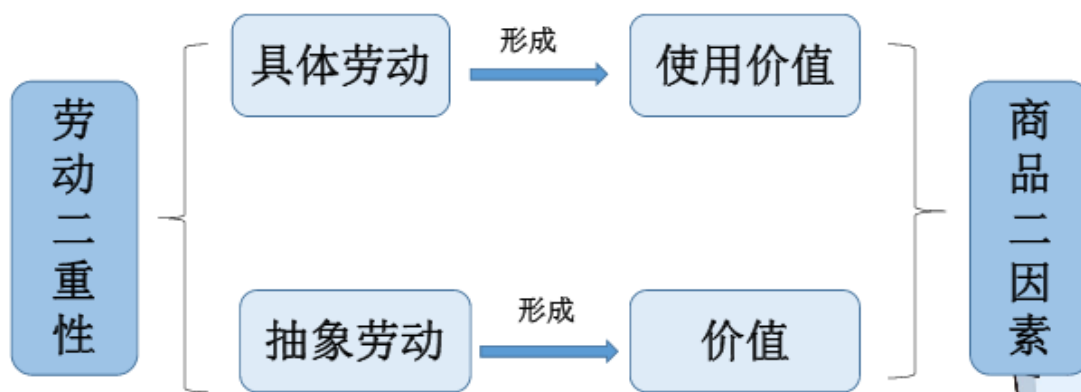 劳动二重性
具体劳动
形成
使用价值
抽象劳动
形成
价值
商品二因素